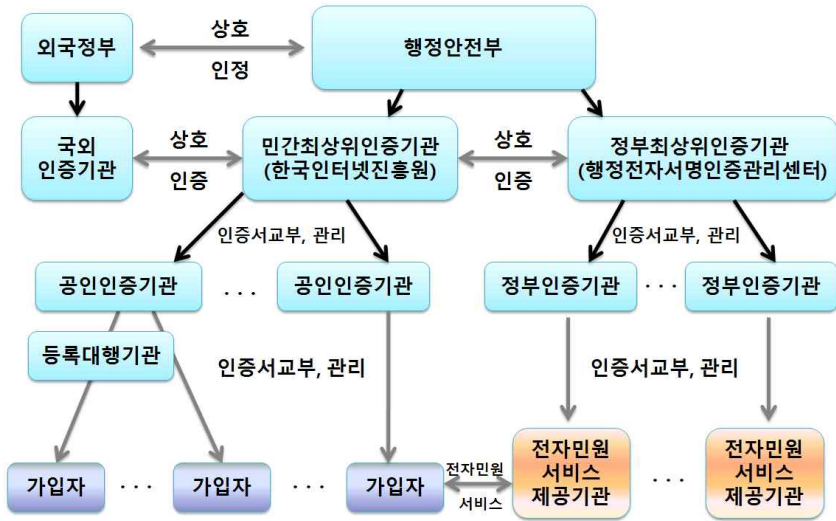 외국정부
상호
인정
행정안전부
국외
인증기관
상호
인증
민간최상위인증기관
(한국인터넷진흥원)
상호
인증
정부최상위인증기관
(행정전자서명인증관리센터)
인증서교부, 관리
인증서교부, 관리
공인인증기관
. . .
공인인증기관
정부인증기관
. . .
정부인증기관
등록대행기관
인증서교부, 관리
인증서교부, 관리
가입자
. . .
가입자
. . .
가입자
전자민원
서비스
전자민원
서비스
제공기관
. . .
전자민원
서비스
제공기관